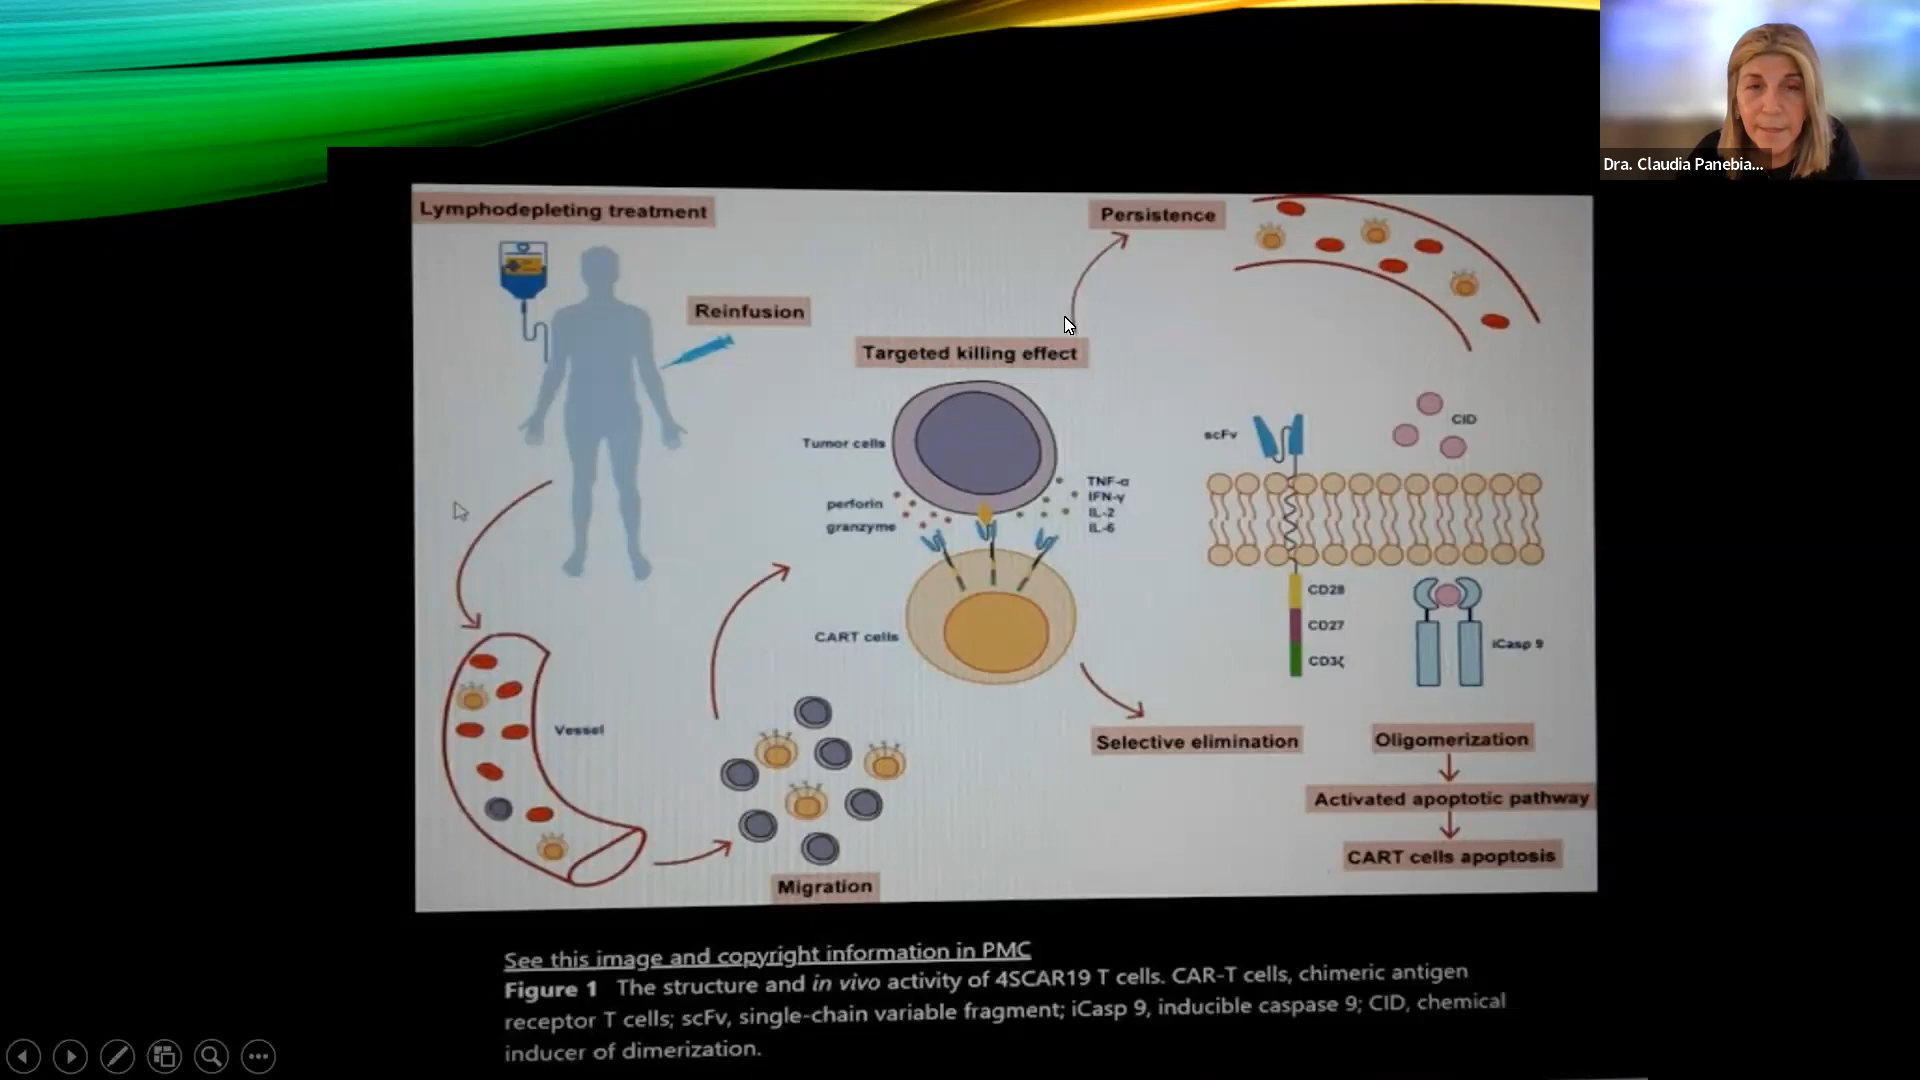 Dra. Claudia Panebia...
Lymphodepleting treatment
Persistence
Reinfusion
Targeted killing effect
Tumor cells
scFv
CID
perforin
granzyme
TNF-α
IFN-γ
IL-2
IL-6
CART cells
CD28
CD27
CD3ζ
iCasp 9
Vessel
Selective elimination
Oligomerization
Activated apoptotic pathway
CART cells apoptosis
Migration
See this image and copyright information in PMC
Figure 1 The structure and in vivo activity of 4SCAR19 T cells. CAR-T cells, chimeric antigen
receptor T cells; scFv, single-chain variable fragment; iCasp 9, inducible caspase 9; CID, chemical
inducer of dimerization.